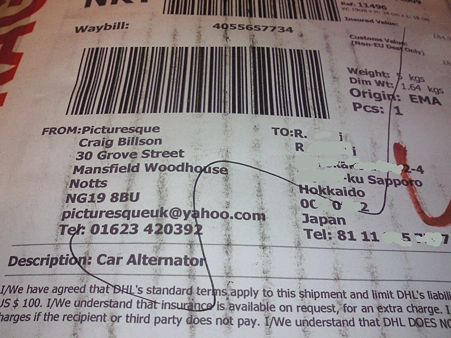 Waybill: 4055657734
Ref: 11496
Insured Value:
Customs Value:
(Non-EU Dest Only)
Weight: kgs
Dim Wt: 1.64 kgs
Origin: EMA
Pcs: 1
FROM:Picturesque
Craig Billson
30 Grove Street
Mansfield Woodhouse
Notts
NG19 8BU
picturesqueuk@yahoo.com
Tel: 01623 420392
TO:R. i
R
2-4
-ku Sapporo
Hokkaido
Japan
Tel: 81 11
Description: Car Alternator
I/We have agreed that DHL's standard terms apply to this shipment and limit DHL's liabili
US $ 100. I/We understand that insurance is available on request, for an extra charge. I
harges if the recipient or third party does not pay. I/We understand that DHL DOES NO